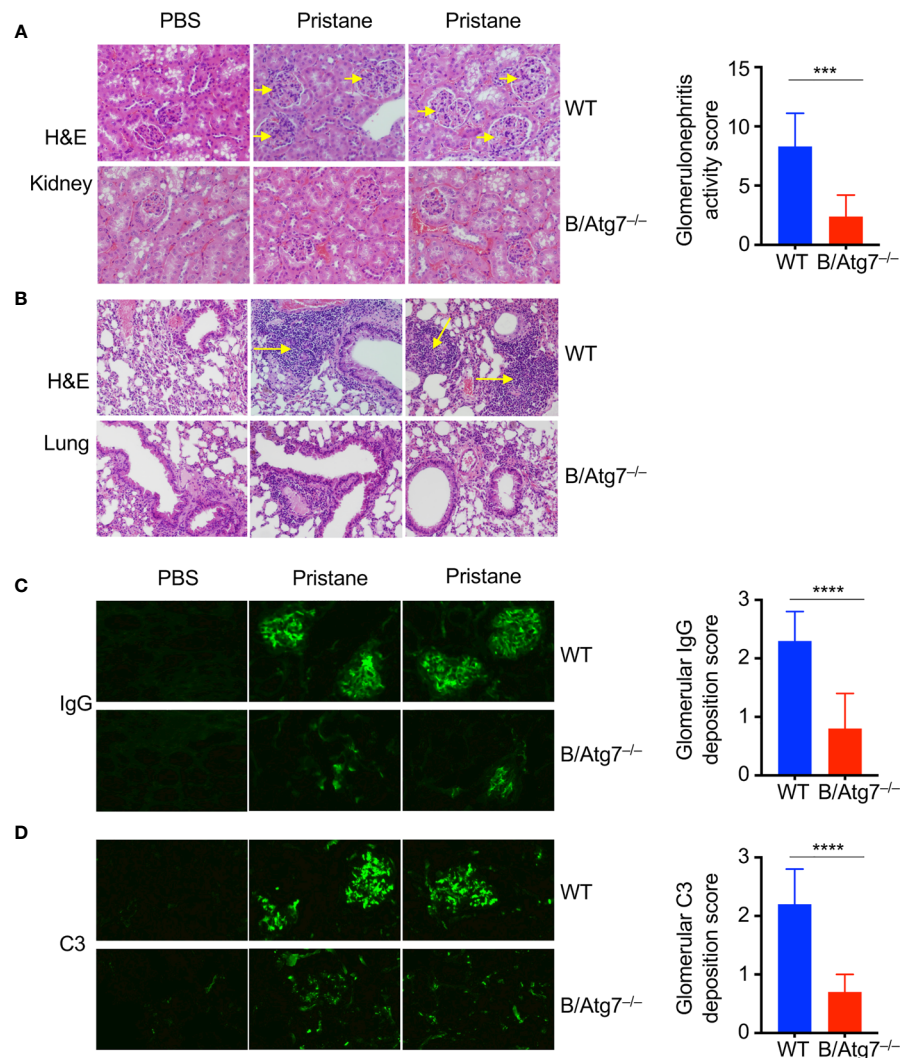 A
PBS Pristane Pristane
H&E
Kidney
WT
B/Atg7–/–
Glomerulonephritis
activity score
15
10
5
0
***
WT B/Atg7–/–
B
H&E
Lung
WT
B/Atg7–/–
C
PBS Pristane Pristane
IgG
WT
B/Atg7–/–
Glomerular IgG
deposition score
3
2
1
0
****
WT B/Atg7–/–
D
C3
WT
B/Atg7–/–
Glomerular C3
deposition score
3
2
1
0
****
WT B/Atg7–/–